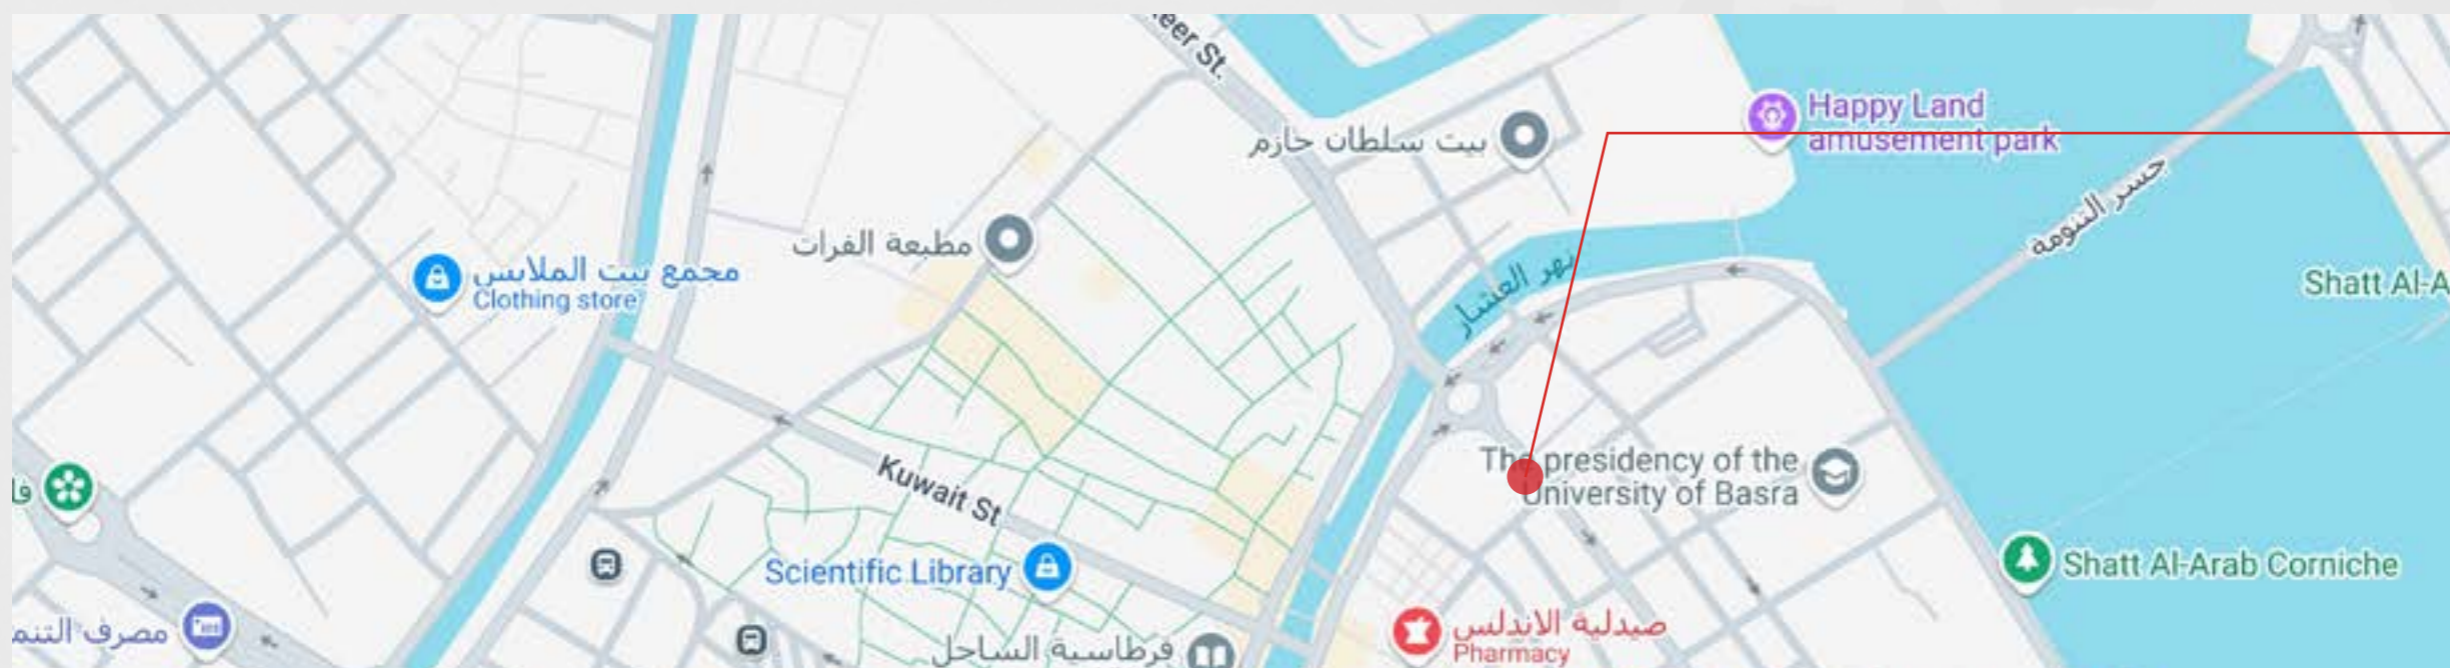 St.
Happy Land
amusement park
بيت سلطان حازم
جسر التنومة
مطبعة الفرات
مجمع بيت الملابس
Clothing store
نهر العشار
Shatt Al-A
The presidency of the
University of Basra
Kuwait St
فا
Scientific Library
Shatt Al-Arab Corniche
مصرف التنم
صيدلية الاندلس
Pharmacy
قرطاسية الساحل